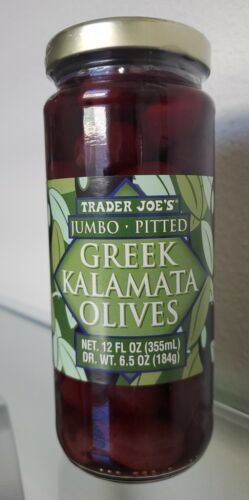 TRADER JOE'S®
JUMBO · PITTED
GREEK
KALAMATA
OLIVES
NET. 12 FL OZ (355mL)
DR. WT. 6.5 OZ (184g)